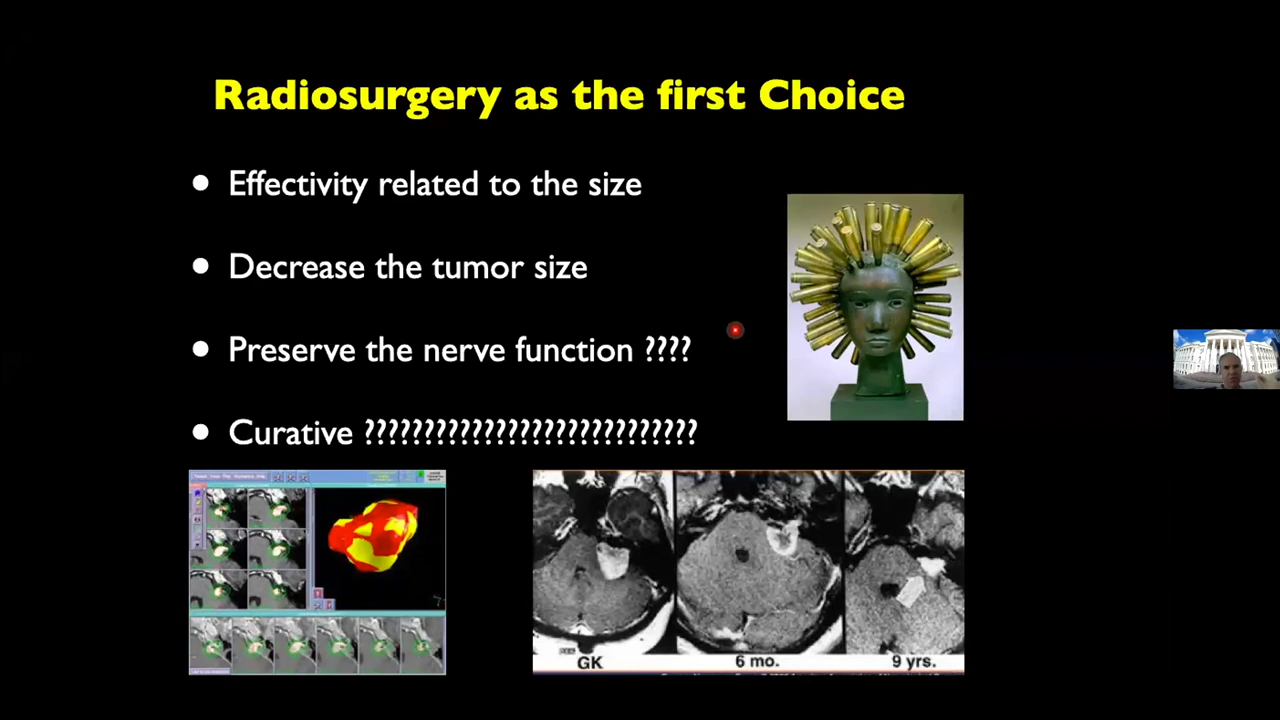 Radiosurgery as the first Choice
Effectivity related to the size
Decrease the tumor size
Preserve the nerve function ????
Curative ????????????????????????????
GK
6 mo.
9 yrs.